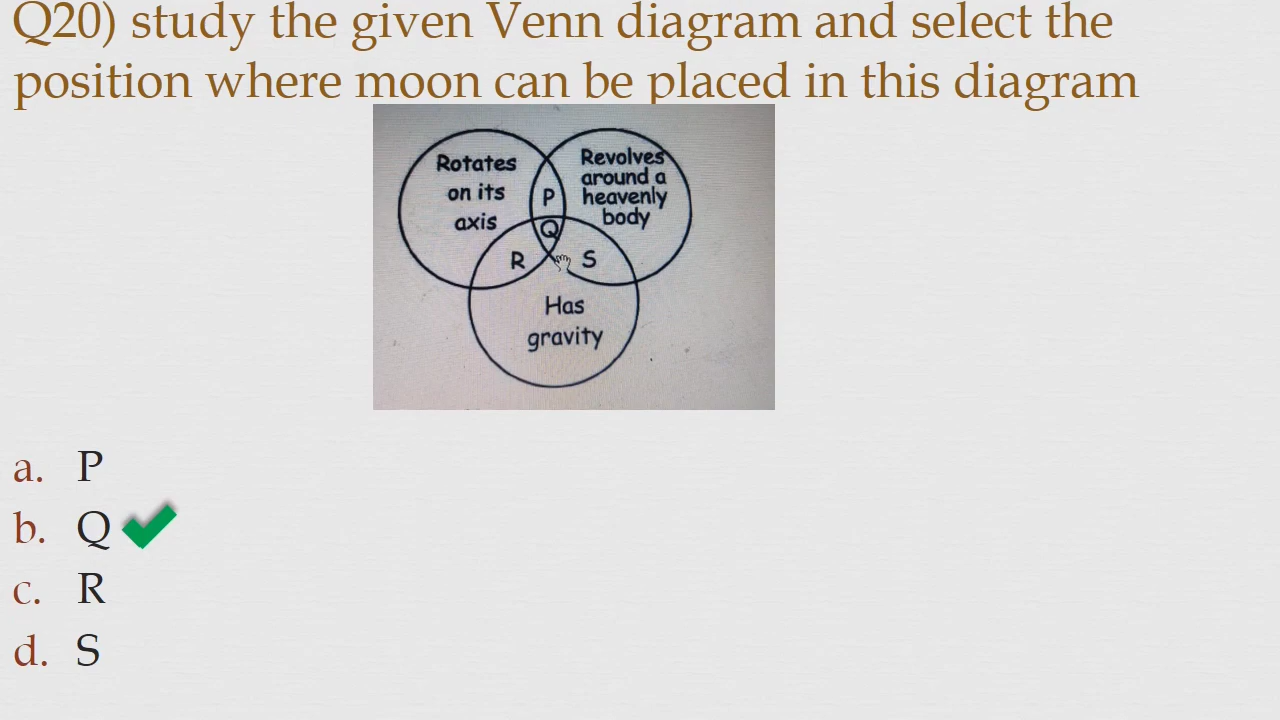 Q20) study the given Venn diagram and select the
position where moon can be placed in this diagram
Rotates
on its
axis
Revolves
around a
heavenly
body
P
Q
R
S
Has
gravity
a. P
b. Q
c. R
d. S